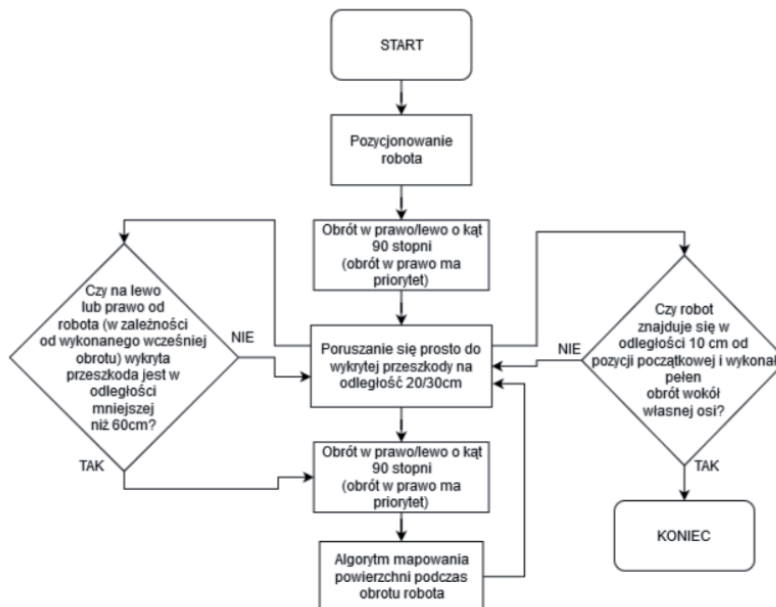 START
Pozycjonowanie
robota
Obrót w prawo/lewo o kąt
90 stopni
(obrót w prawo ma
priorytet)
Czy na lewo
lub prawo od
robota (w zależności
od wykonanego wcześniej
obrotu) wykryta
przeszkoda jest w
odległości
mniejszej
niż 60cm?
NIE
TAK
Poruszanie się prosto do
wykrytej przeszkody na
odległość 20/30cm
NIE
Czy robot
znajduje się w
odległości 10 cm od
pozycji początkowej i wykonał
pełen
obrót wokół
własnej osi?
TAK
Obrót w prawo/lewo o kąt
90 stopni
(obrót w prawo ma
priorytet)
KONIEC
Algorytm mapowania
powierzchni podczas
obrotu robota